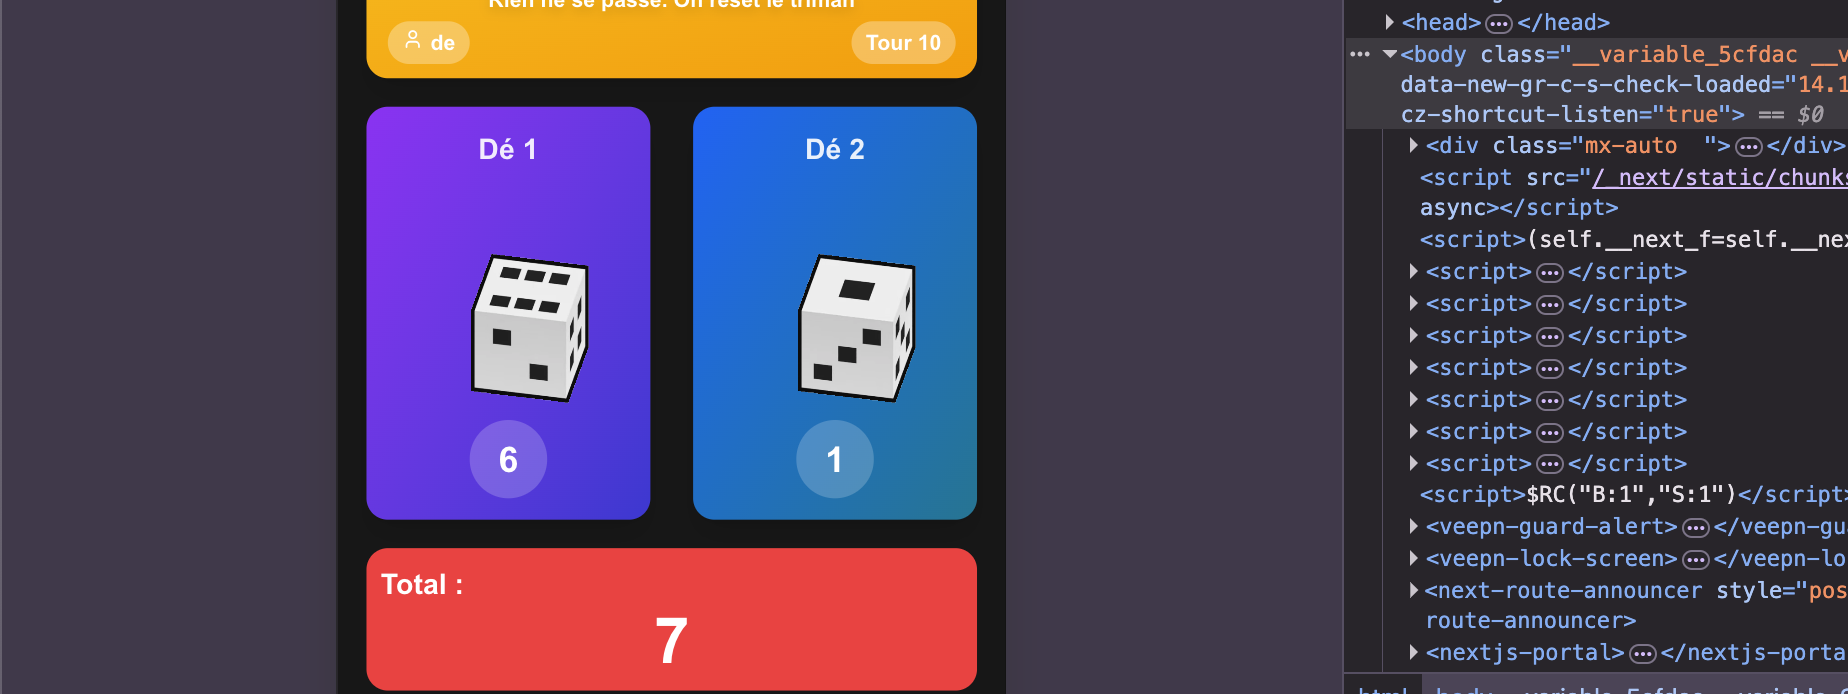 Rien ne se passe. On reset le triman
de
Tour 10
Dé 1
Dé 2
6
1
Total :
7
<head>···</head>
··· <body class="__variable_5cfdac __v
data-new-gr-c-s-check-loaded="14.1
cz-shortcut-listen="true"> == $0
<div class="mx-auto  ">···</div>
<script src="/_next/static/chunks
async></script>
<script>(self.__next_f=self.__nex
<script>···</script>
<script>···</script>
<script>···</script>
<script>···</script>
<script>···</script>
<script>···</script>
<script>···</script>
<script>$RC("B:1","S:1")</script>
<veepn-guard-alert>···</veepn-gu
<veepn-lock-screen>···</veepn-lo
<next-route-announcer style="pos
route-announcer>
<nextjs-portal>···</nextjs-porta